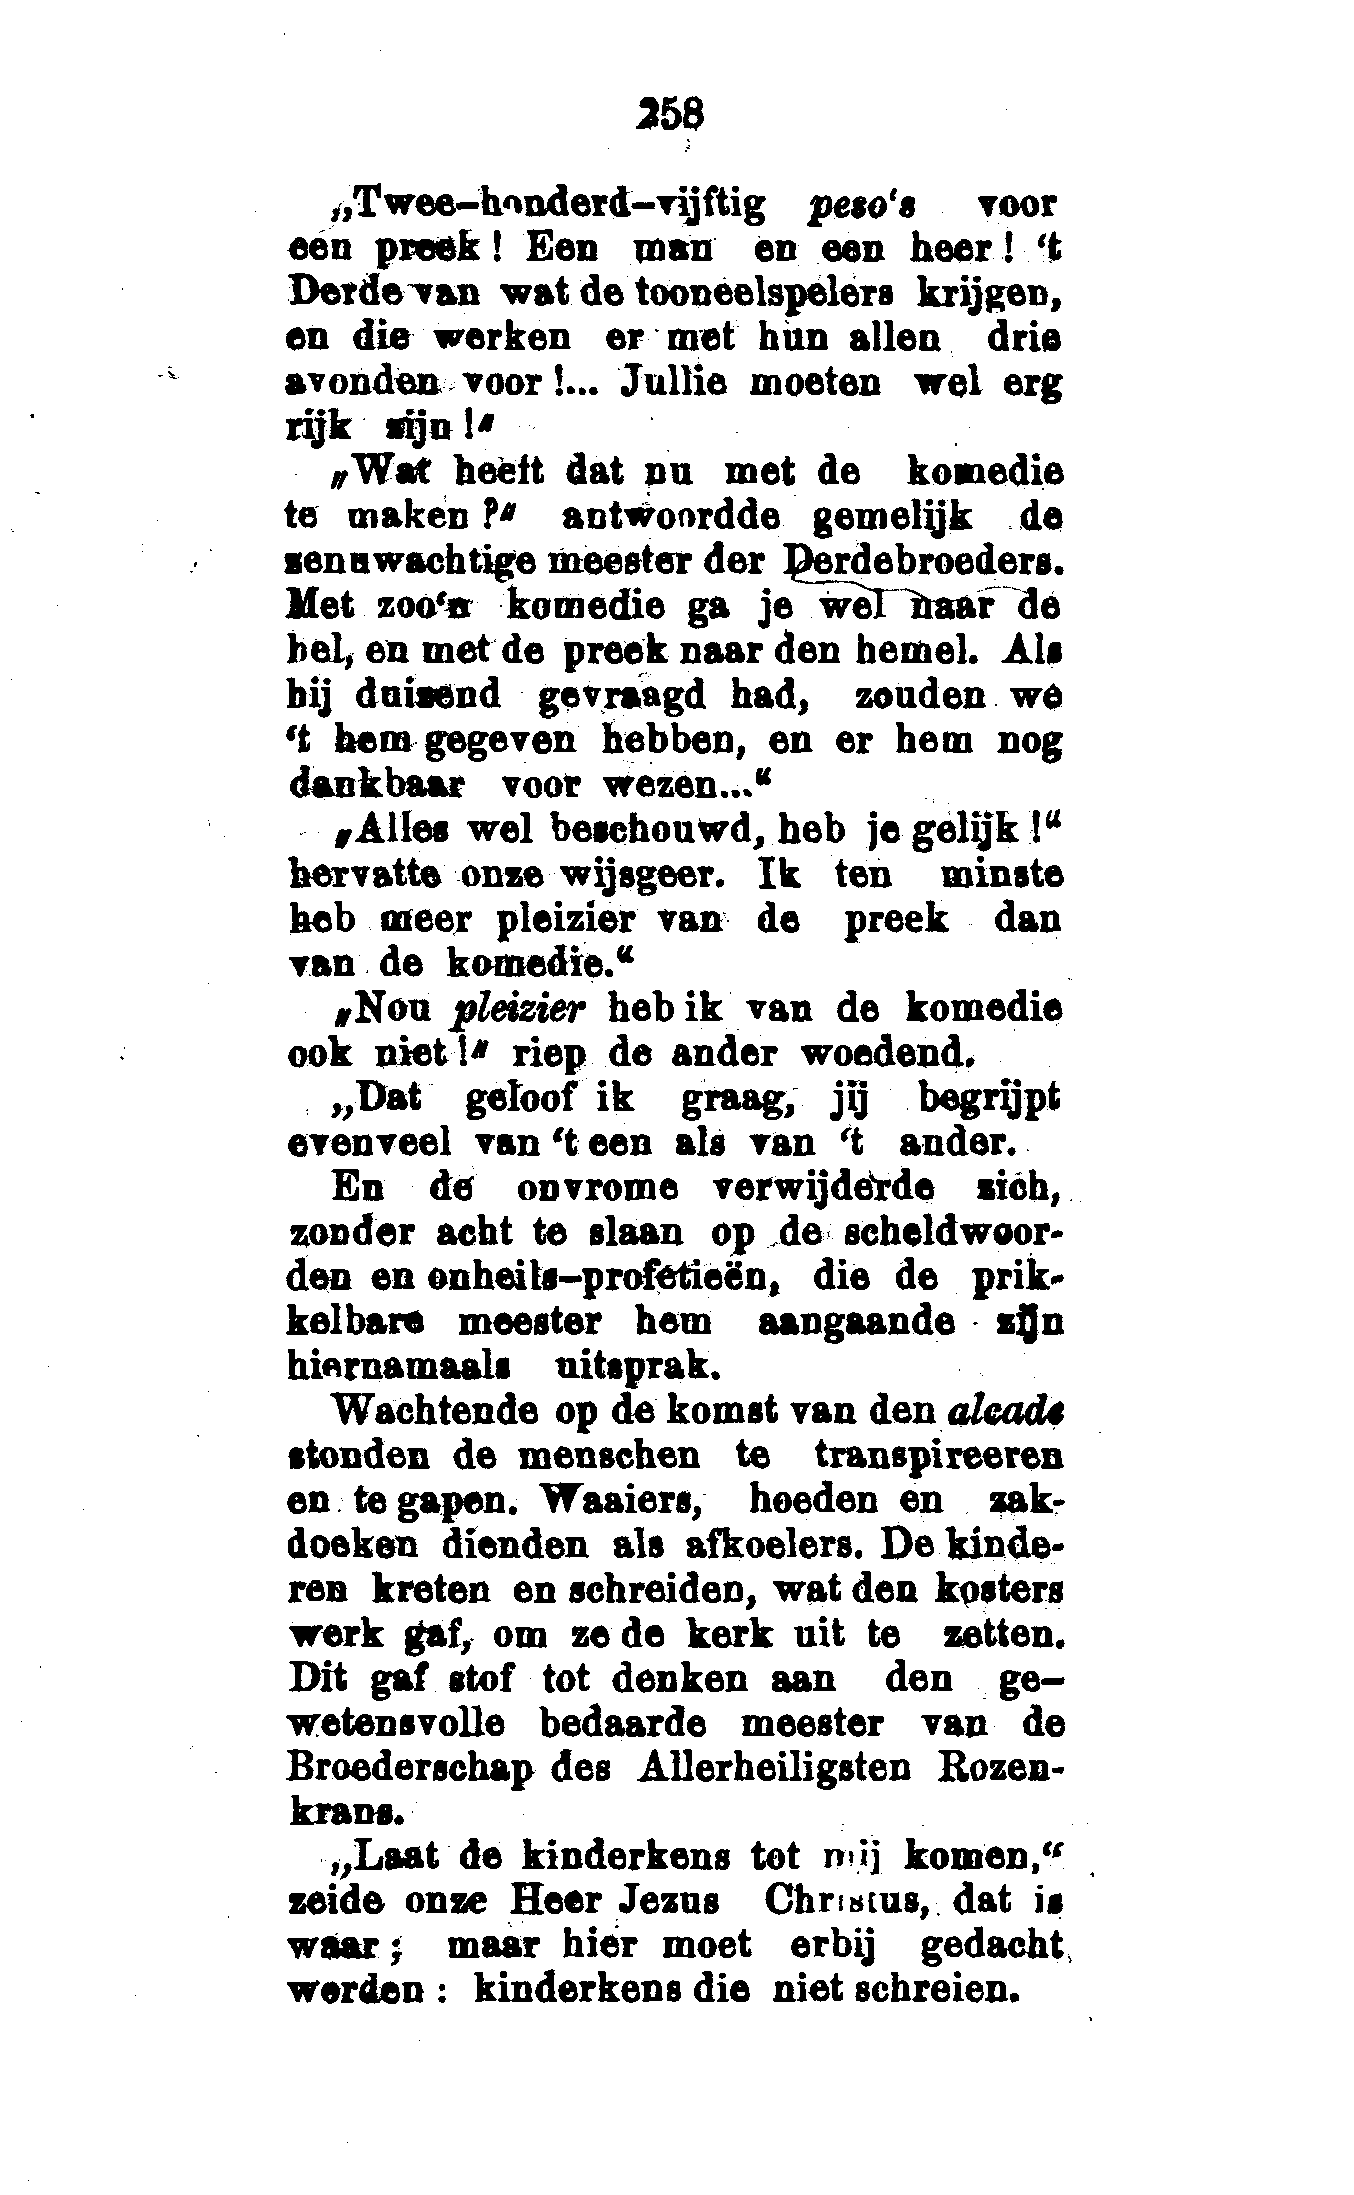 258
„Twee-honderd-vijftig peso's voor
een preek! Een man en een heer! 't
Derde van wat de tooneelspelers krijgen,
en die werken er met hun allen drie
avonden voor!... Jullie moeten wel erg
rijk zijn!"
„Wat heeft dat nu met de komedie
te maken?" antwoordde gemelijk de
zenuwachtige meester der Derdebroeders.
Met zoo'n komedie ga je wel naar de
hel, en met de preek naar den hemel. Als
hij duizend gevraagd had, zouden we
't hem gegeven hebben, en er hem nog
dankbaar voor wezen..."
„Alles wel beschouwd, heb je gelijk!"
hervatte onze wijsgeer. Ik ten minste
heb meer pleizier van de preek dan
van de komedie."
„Nou pleizier heb ik van de komedie
ook niet!" riep de ander woedend.
„Dat geloof ik graag, jij begrijpt
evenveel van 't een als van 't ander.
En de onvrome verwijderde zich,
zonder acht te slaan op de scheldwoor-
den en onheils-profetieën, die de prik-
kelbare meester hem aangaande zijn
hiernamaals uitsprak.
Wachtende op de komst van den alcade
stonden de menschen te transpireeren
en te gapen. Waaiers, hoeden en zak-
doeken dienden als afkoelers. De kinde-
ren kreten en schreiden, wat den kosters
werk gaf, om ze de kerk uit te zetten.
Dit gaf stof tot denken aan den ge-
wetensvolle bedaarde meester van de
Broederschap des Allerheiligsten Rozen-
krans.
„Laat de kinderkens tot mij komen,"
zeide onze Heer Jezus Christus, dat is
waar; maar hier moet erbij gedacht
worden: kinderkens die niet schreien.